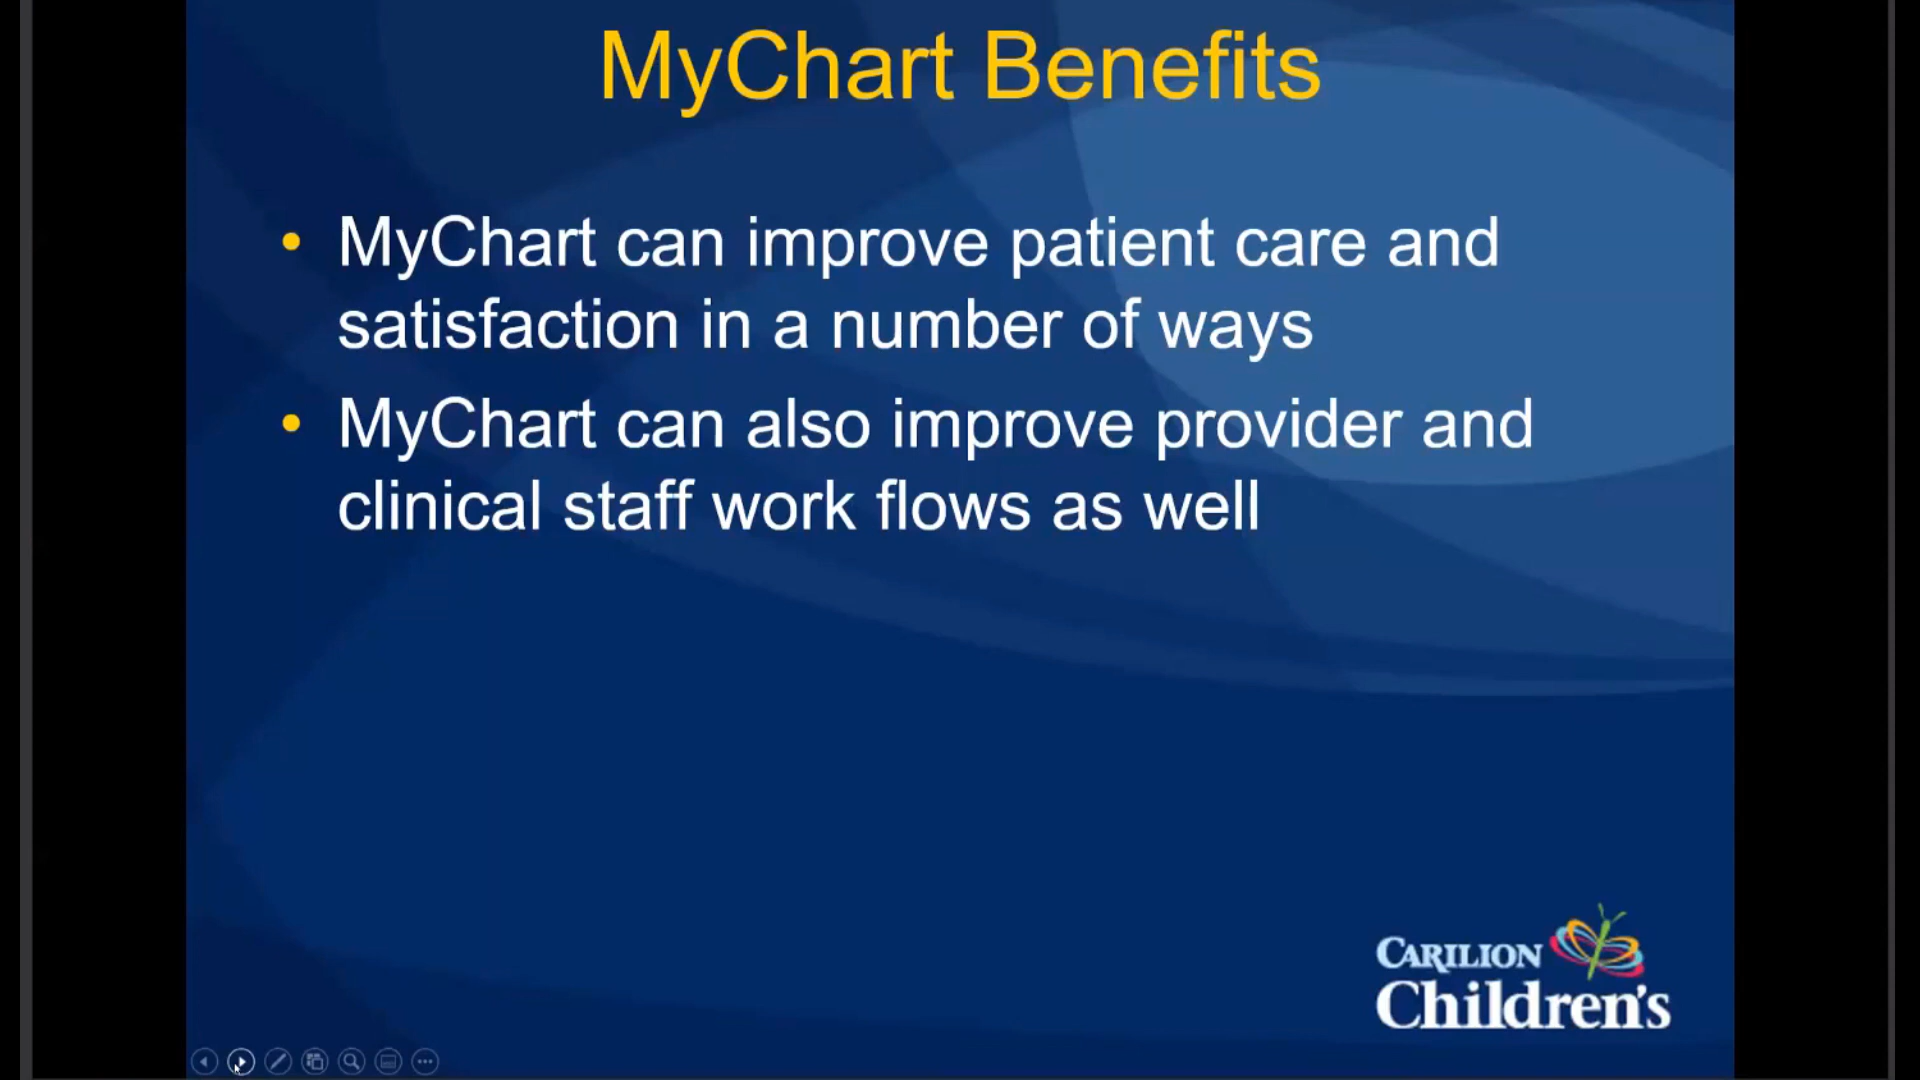 MyChart Benefits
• MyChart can improve patient care and
satisfaction in a number of ways
• MyChart can also improve provider and
clinical staff work flows as well
CARILION
Children's